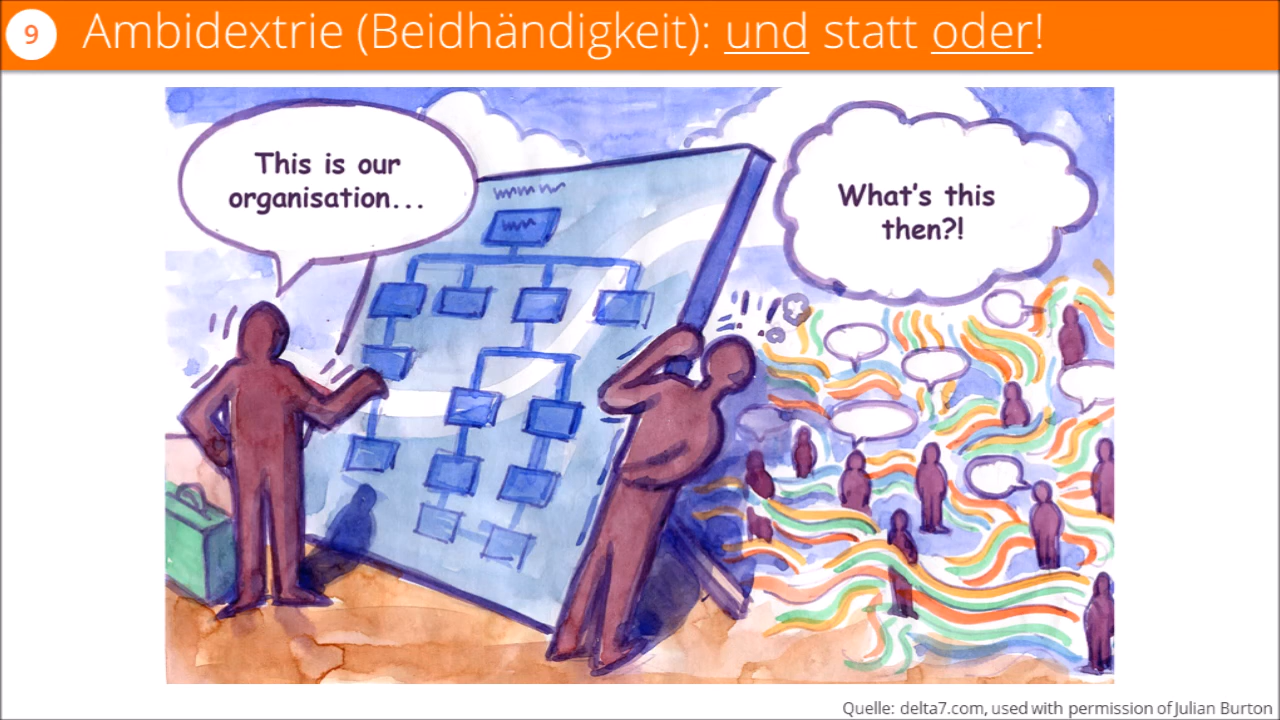 9
Ambidextrie (Beidhändigkeit): und statt oder!
This is our
organisation...
What's this
then?!
Quelle: delta7.com, used with permission of Julian Burton